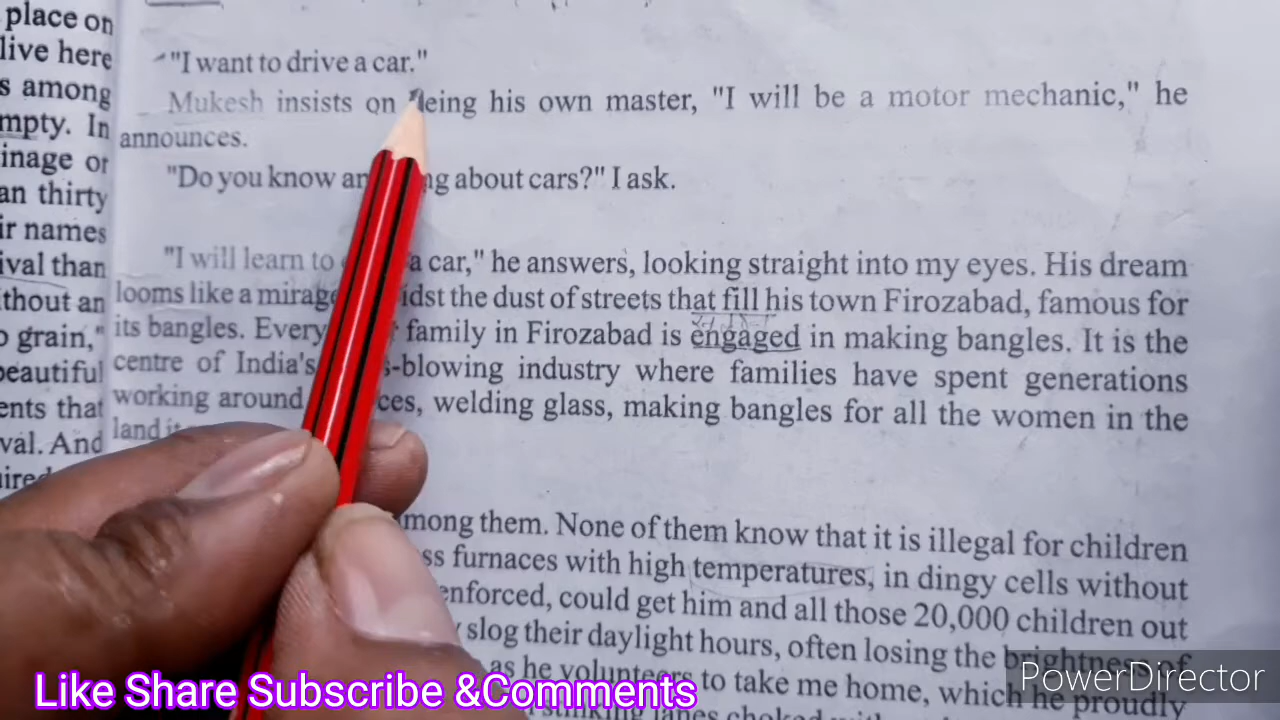 place on
live here
s among
mpty. In
inage or
an thirty
ir names
ival than
thout an
o grain,"
beautiful
ents that
val. And
"I want to drive a car."
Mukesh insists on being his own master, "I will be a motor mechanic," he
announces.
"Do you know an ng about cars?" I ask.
"I will learn to a car," he answers, looking straight into my eyes. His dream
looms like a mirage idst the dust of streets that fill his town Firozabad, famous for
its bangles. Every family in Firozabad is engaged in making bangles. It is the
centre of India's s-blowing industry where families have spent generations
working around ces, welding glass, making bangles for all the women in the
land it
mong them. None of them know that it is illegal for children
ss furnaces with high temperatures, in dingy cells without
enforced, could get him and all those 20,000 children out
slog their daylight hours, often losing the brightness of
as he volunteers to take me home, which he proudly
lanes choked
Like Share Subscribe &Comments
PowerDirector